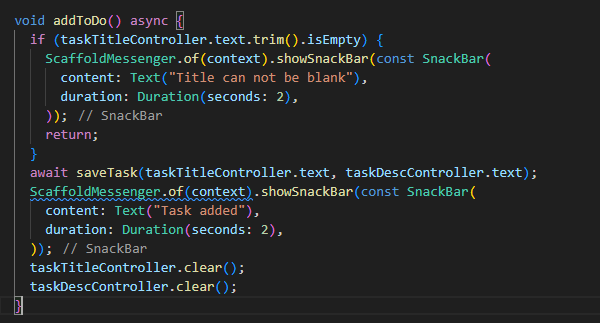 void addToDo() async {
if (taskTitleController.text.trim().isEmpty) {
ScaffoldMessenger.of(context).showSnackBar(const SnackBar(
content: Text("Title can not be blank"),
duration: Duration(seconds: 2),
)); // SnackBar
return;
}
await saveTask(taskTitleController.text, taskDescController.text);
ScaffoldMessenger.of(context).showSnackBar(const SnackBar(
content: Text("Task added"),
duration: Duration(seconds: 2),
)); // SnackBar
taskTitleController.clear();
taskDescController.clear();
}